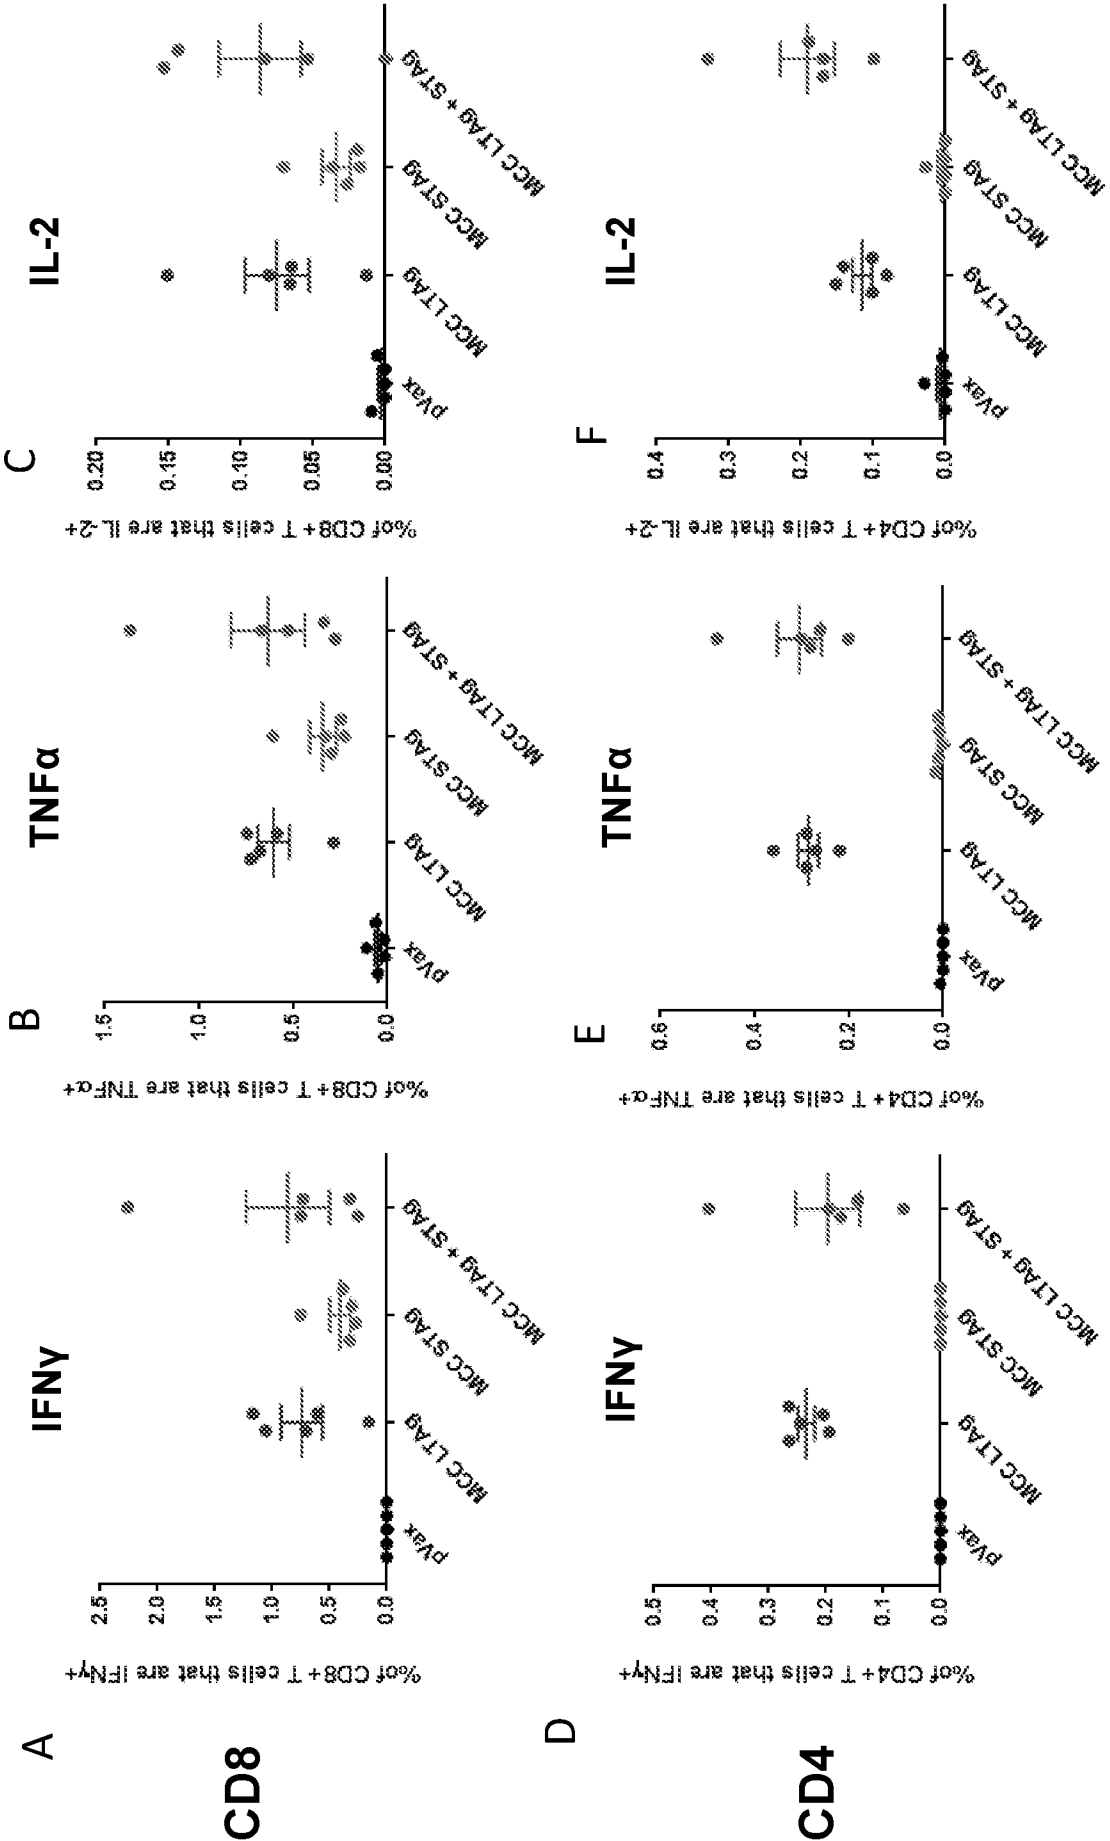 CD8
A
IFNγ
%of CD8+ T cells that are IFNγ+
2.5
2.0
1.5
1.0
0.5
0.0
pVax
MCC LTAg
MCC STAg
MCC LTAg + STAg
B
TNFα
%of CD8+ T cells that are TNFα+
1.5
1.0
0.5
0.0
pVax
MCC LTAg
MCC STAg
MCC LTAg + STAg
C
IL-2
%of CD8+ T cells that are IL-2+
0.20
0.15
0.10
0.05
0.00
pVax
MCC LTAg
MCC STAg
MCC LTAg + STAg
CD4
D
IFNγ
%of CD4+ T cells that are IFNγ+
0.5
0.4
0.3
0.2
0.1
0.0
pVax
MCC LTAg
MCC STAg
MCC LTAg + STAg
E
TNFα
%of CD4+ T cells that are TNFα+
0.6
0.4
0.2
0.0
pVax
MCC LTAg
MCC STAg
MCC LTAg + STAg
F
IL-2
%of CD4+ T cells that are IL-2+
0.4
0.3
0.2
0.1
0.0
pVax
MCC LTAg
MCC STAg
MCC LTAg + STAg